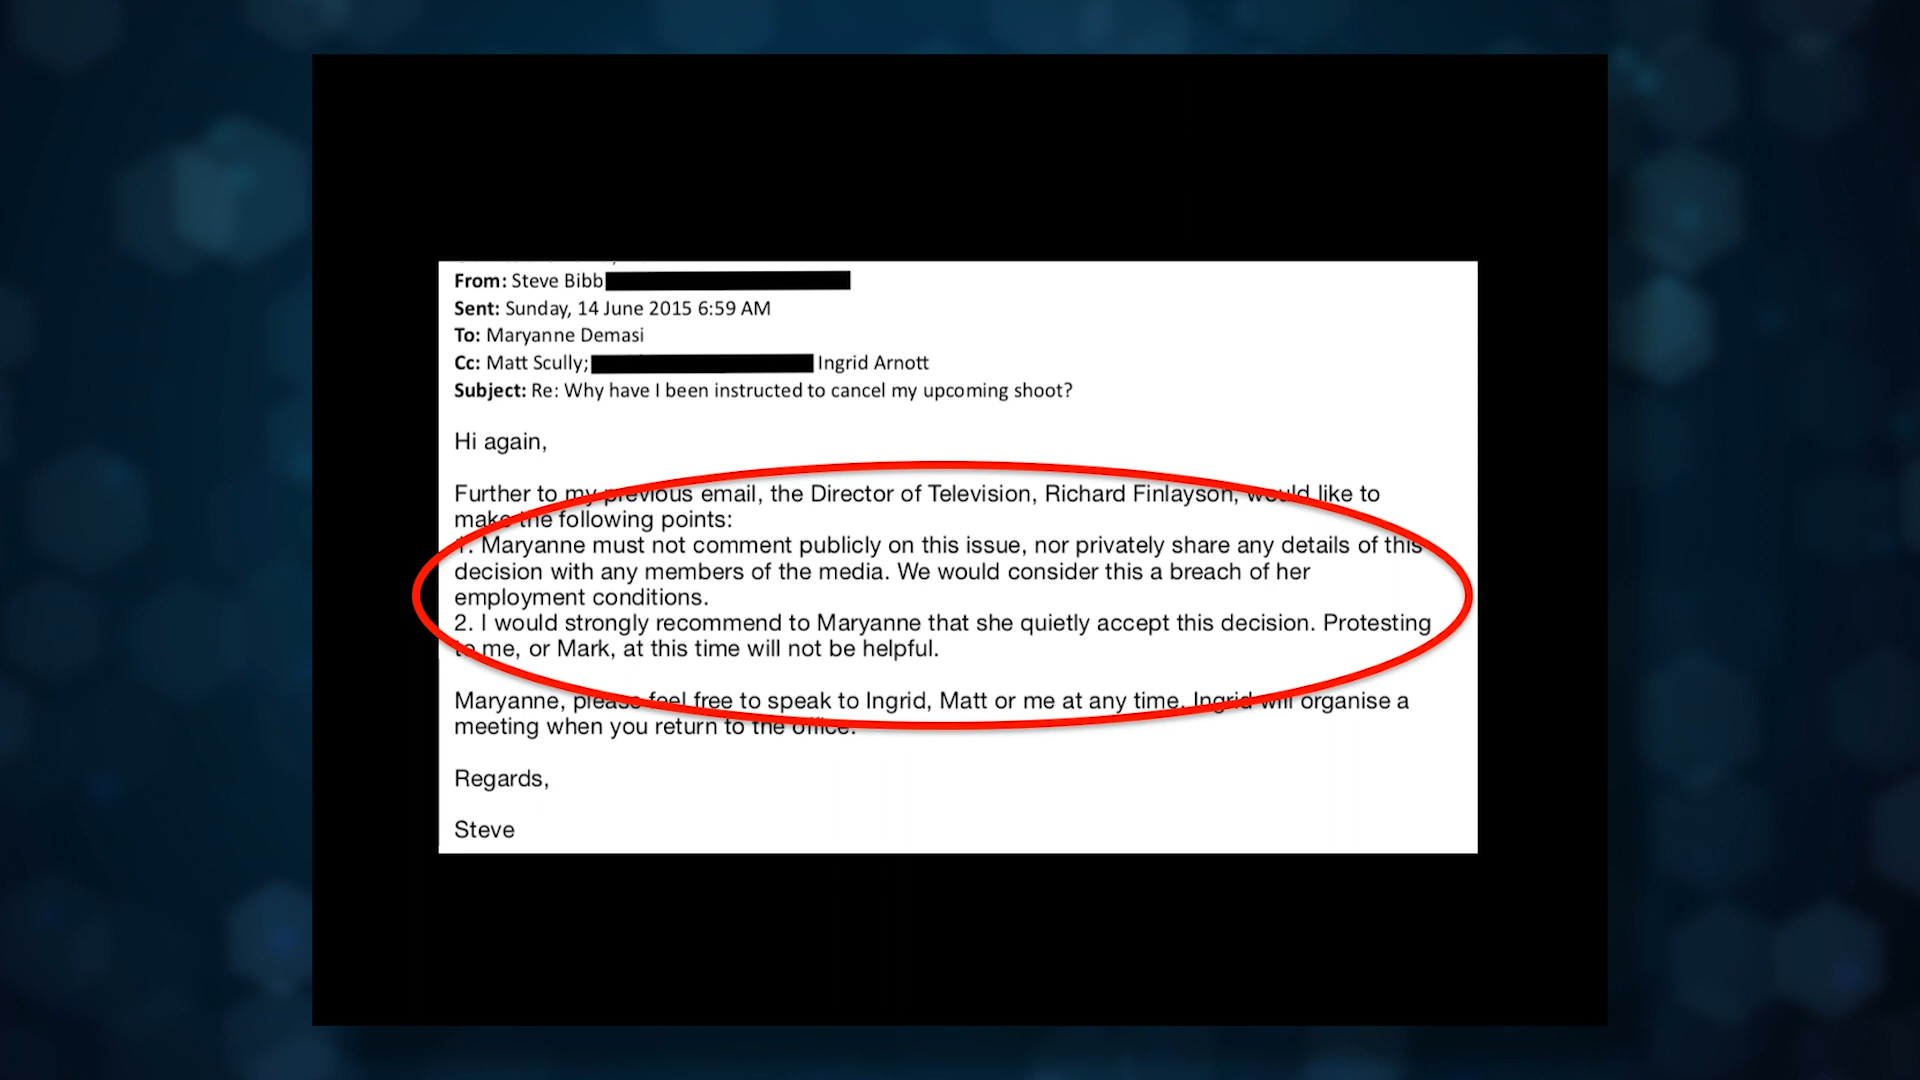 From: Steve Bibb
Sent: Sunday, 14 June 2015 6:59 AM
To: Maryanne Demasi
Cc: Matt Scully; Ingrid Arnott
Subject: Re: Why have I been instructed to cancel my upcoming shoot?
Hi again,
Further to my previous email, the Director of Television, Richard Finlayson, would like to
make the following points:
1. Maryanne must not comment publicly on this issue, nor privately share any details of this
decision with any members of the media. We would consider this a breach of her
employment conditions.
2. I would strongly recommend to Maryanne that she quietly accept this decision. Protesting
to me, or Mark, at this time will not be helpful.
Maryanne, please feel free to speak to Ingrid, Matt or me at any time. Ingrid will organise a
meeting when you return to the office.
Regards,
Steve